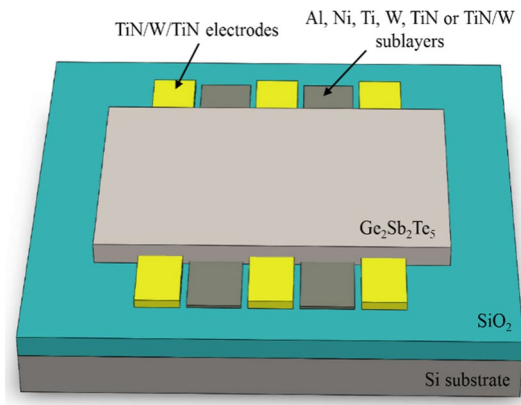 TiN/W/TiN electrodes
Al, Ni, Ti, W, TiN or TiN/W
sublayers
Ge₂Sb₂Te₅
SiO₂
Si substrate